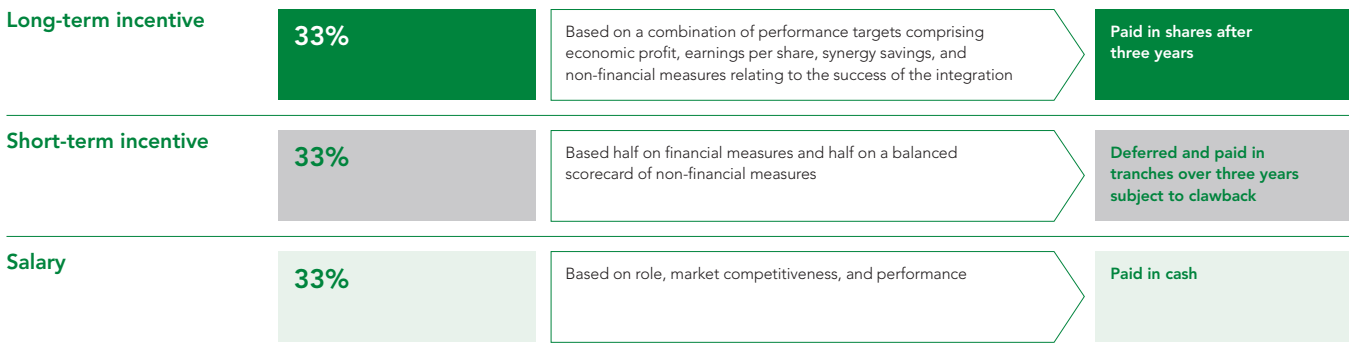 Long-term incentive
33%
Based on a combination of performance targets comprising
economic profit, earnings per share, synergy savings, and
non-financial measures relating to the success of the integration
Paid in shares after
three years
Short-term incentive
33%
Based half on financial measures and half on a balanced
scorecard of non-financial measures
Deferred and paid in
tranches over three years
subject to clawback
Salary
33%
Based on role, market competitiveness, and performance
Paid in cash